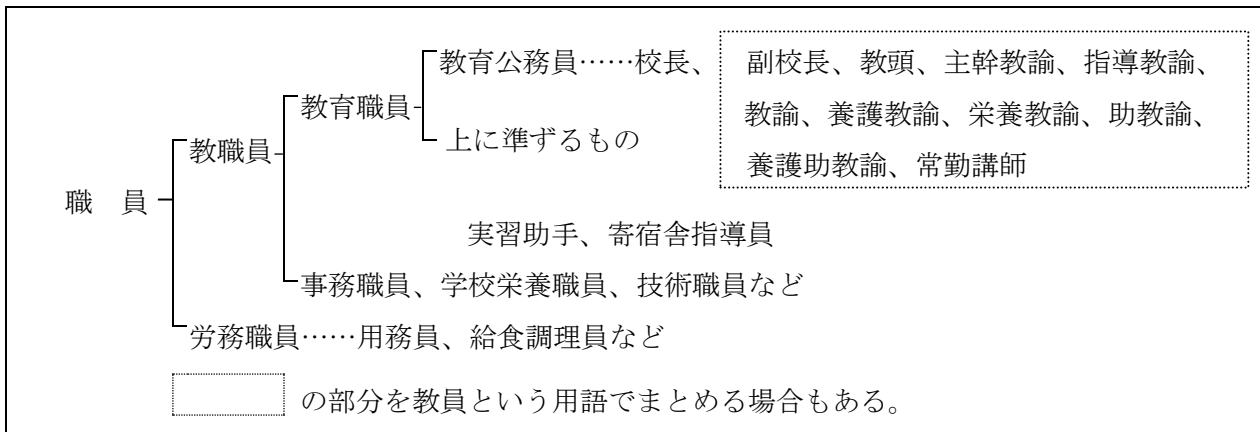 教育公務員……校長、 副校長、教頭、主幹教諭、指導教諭、
教育職員 教諭、養護教諭、栄養教諭、助教諭、
教職員 上に準ずるもの 養護助教諭、常勤講師
職　員
実習助手、寄宿舎指導員
事務職員、学校栄養職員、技術職員など
労務職員……用務員、給食調理員など
の部分を教員という用語でまとめる場合もある。